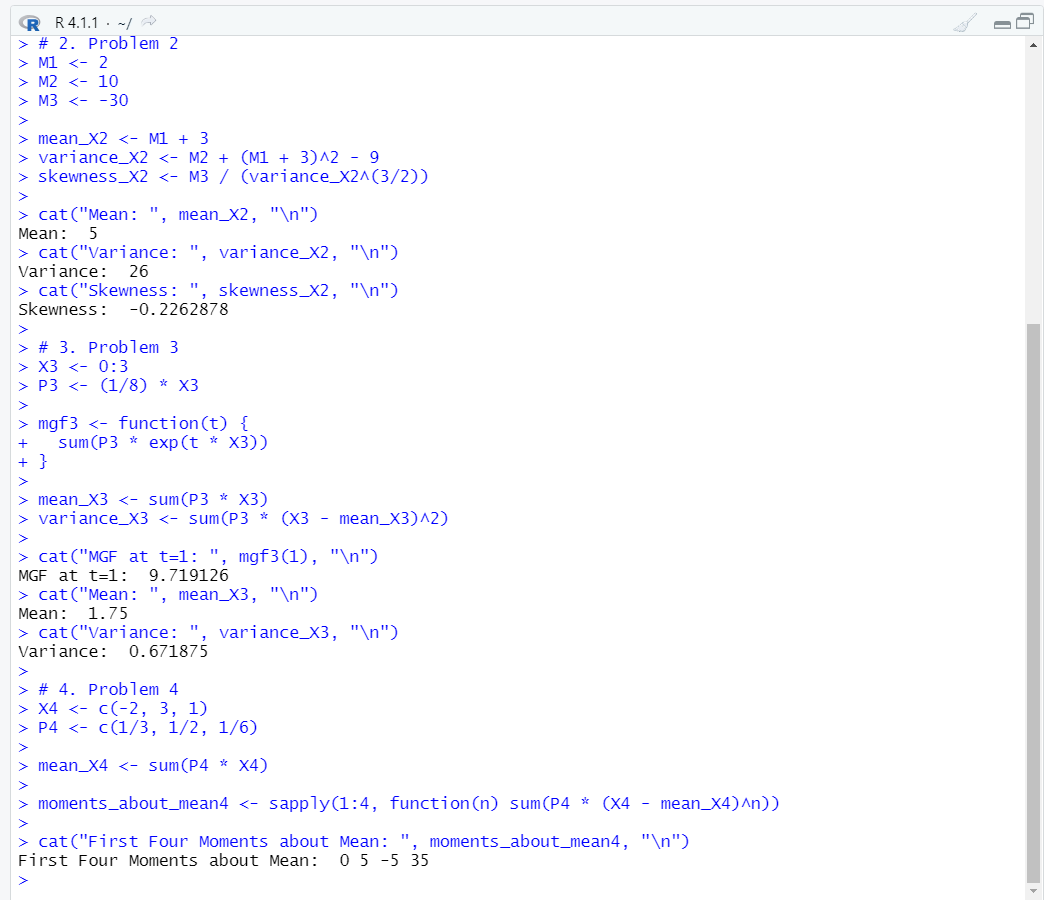 R 4.1.1 · ~/
> # 2. Problem 2
> M1 <- 2
> M2 <- 10
> M3 <- -30
>
> mean_X2 <- M1 + 3
> variance_X2 <- M2 + (M1 + 3)^2 - 9
> skewness_X2 <- M3 / (variance_X2^(3/2))
>
> cat("Mean: ", mean_X2, "\n")
Mean:  5
> cat("Variance: ", variance_X2, "\n")
Variance:  26
> cat("Skewness: ", skewness_X2, "\n")
Skewness:  -0.2262878
>
> # 3. Problem 3
> X3 <- 0:3
> P3 <- (1/8) * X3
>
> mgf3 <- function(t) {
+   sum(P3 * exp(t * X3))
+ }
>
> mean_X3 <- sum(P3 * X3)
> variance_X3 <- sum(P3 * (X3 - mean_X3)^2)
>
> cat("MGF at t=1: ", mgf3(1), "\n")
MGF at t=1:  9.719126
> cat("Mean: ", mean_X3, "\n")
Mean:  1.75
> cat("Variance: ", variance_X3, "\n")
Variance:  0.671875
>
> # 4. Problem 4
> X4 <- c(-2, 3, 1)
> P4 <- c(1/3, 1/2, 1/6)
>
> mean_X4 <- sum(P4 * X4)
>
> moments_about_mean4 <- sapply(1:4, function(n) sum(P4 * (X4 - mean_X4)^n))
>
> cat("First Four Moments about Mean: ", moments_about_mean4, "\n")
First Four Moments about Mean:  0 5 -5 35
>